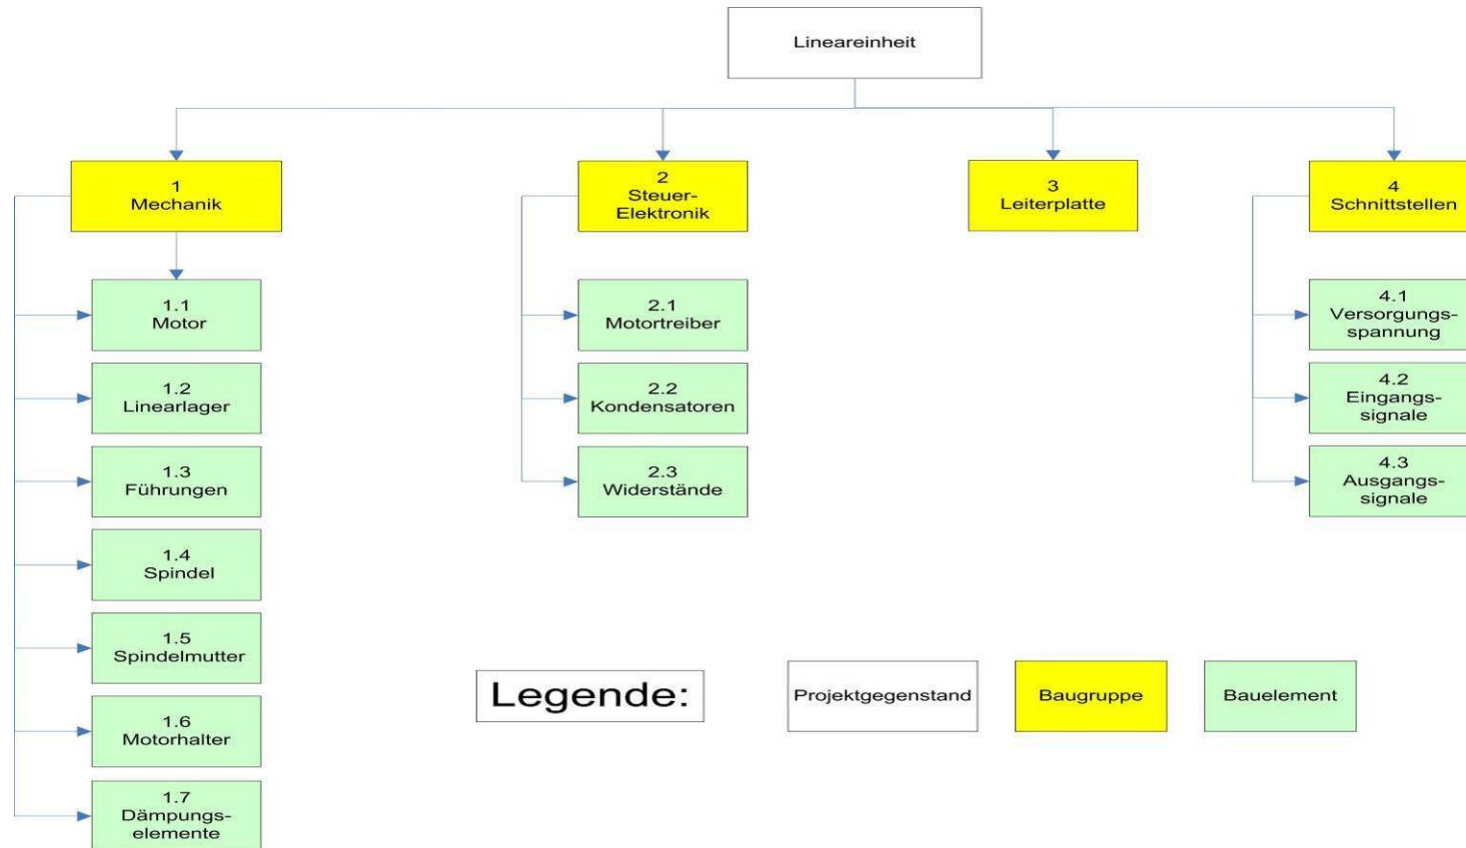 Lineareinheit
1
Mechanik
2
Steuer-
Elektronik
3
Leiterplatte
4
Schnittstellen
1.1
Motor
1.2
Linearlager
1.3
Führungen
1.4
Spindel
1.5
Spindelmutter
1.6
Motorhalter
1.7
Dämpungs-
elemente
2.1
Motortreiber
2.2
Kondensatoren
2.3
Widerstände
4.1
Versorgungs-
spannung
4.2
Eingangs-
signale
4.3
Ausgangs-
signale
Legende:
Projektgegenstand
Baugruppe
Bauelement